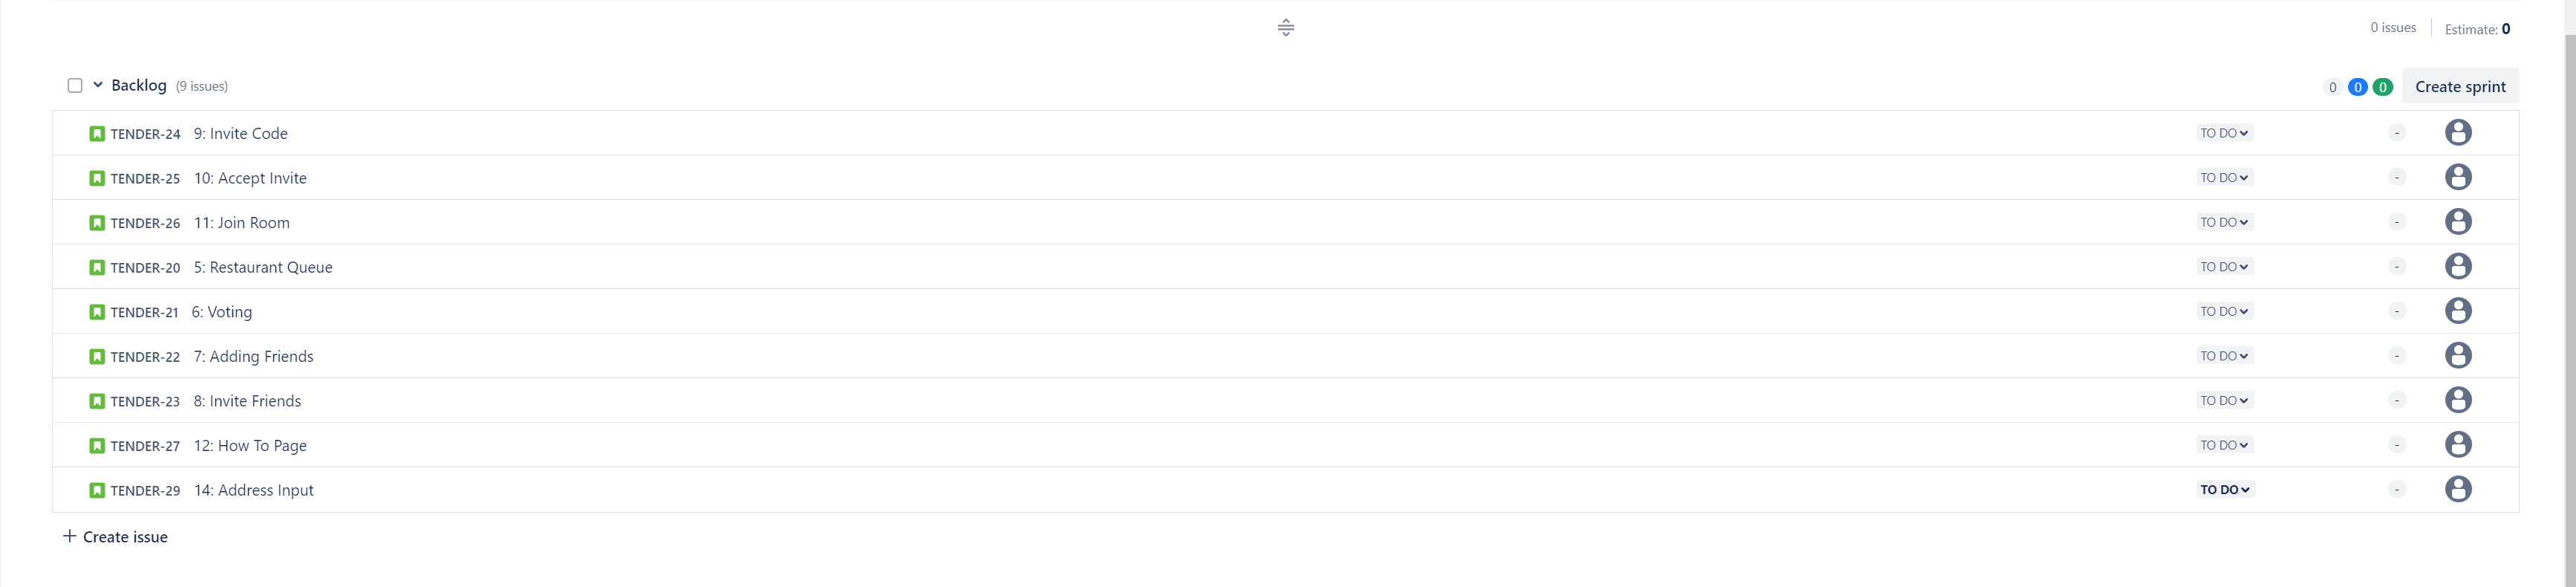 0 issues Estimate: 0
Backlog (9 issues) 0 0 0 Create sprint
TENDER-24 9: Invite Code TO DO -
TENDER-25 10: Accept Invite TO DO -
TENDER-26 11: Join Room TO DO -
TENDER-20 5: Restaurant Queue TO DO -
TENDER-21 6: Voting TO DO -
TENDER-22 7: Adding Friends TO DO -
TENDER-23 8: Invite Friends TO DO -
TENDER-27 12: How To Page TO DO -
TENDER-29 14: Address Input TO DO -
+ Create issue